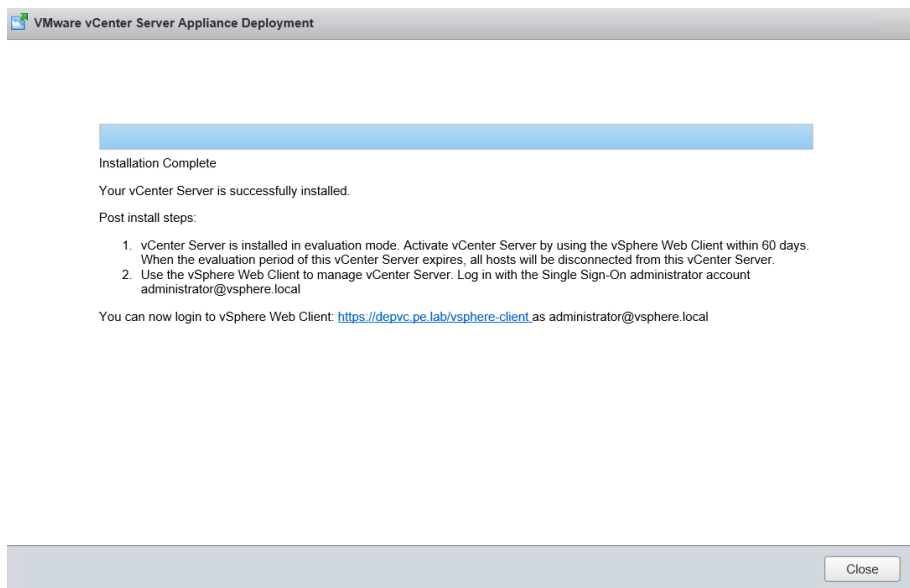 VMware vCenter Server Appliance Deployment
Installation Complete
Your vCenter Server is successfully installed.
Post install steps:
1. vCenter Server is installed in evaluation mode. Activate vCenter Server by using the vSphere Web Client within 60 days.
When the evaluation period of this vCenter Server expires, all hosts will be disconnected from this vCenter Server.
2. Use the vSphere Web Client to manage vCenter Server. Log in with the Single Sign-On administrator account
administrator@vsphere.local
You can now login to vSphere Web Client: https://depvc.pe.lab/vsphere-client as administrator@vsphere.local
Close